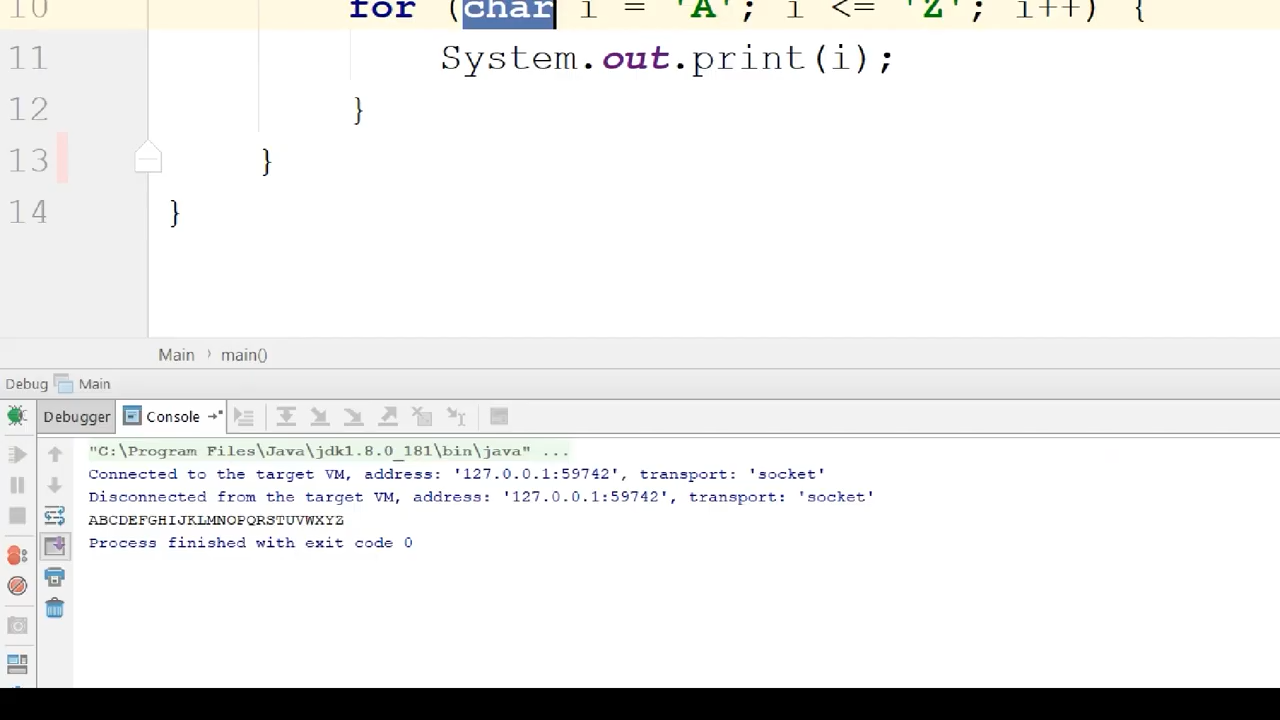 10 for (char i = 'A'; i <= 'Z'; i++) {
11 System.out.print(i);
12 }
13 }
14 }
Main › main()
Debug Main
Debugger Console
"C:\Program Files\Java\jdk1.8.0_181\bin\java" ...
Connected to the target VM, address: '127.0.0.1:59742', transport: 'socket'
Disconnected from the target VM, address: '127.0.0.1:59742', transport: 'socket'
ABCDEFGHIJKLMNOPQRSTUVWXYZ
Process finished with exit code 0